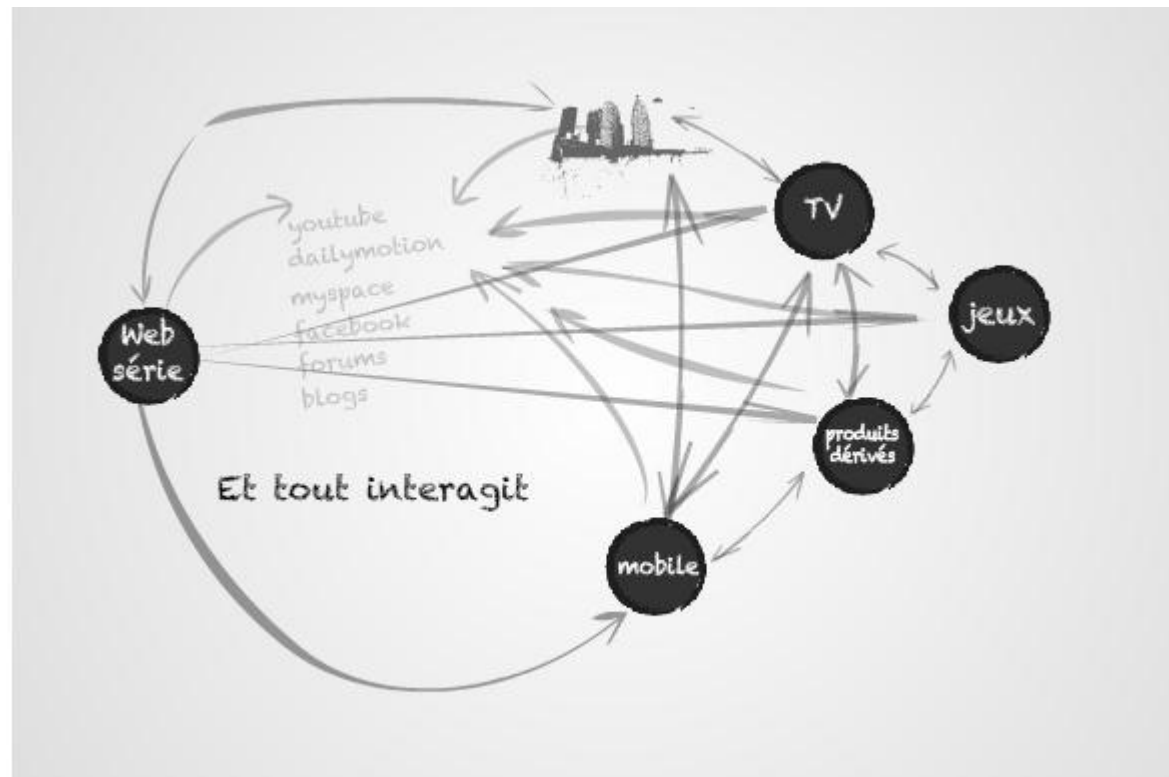 youtube
dailymotion
myspace
facebook
forums
blogs
Web
série
TV
jeux
produits
dérivés
Et tout interagit
mobile